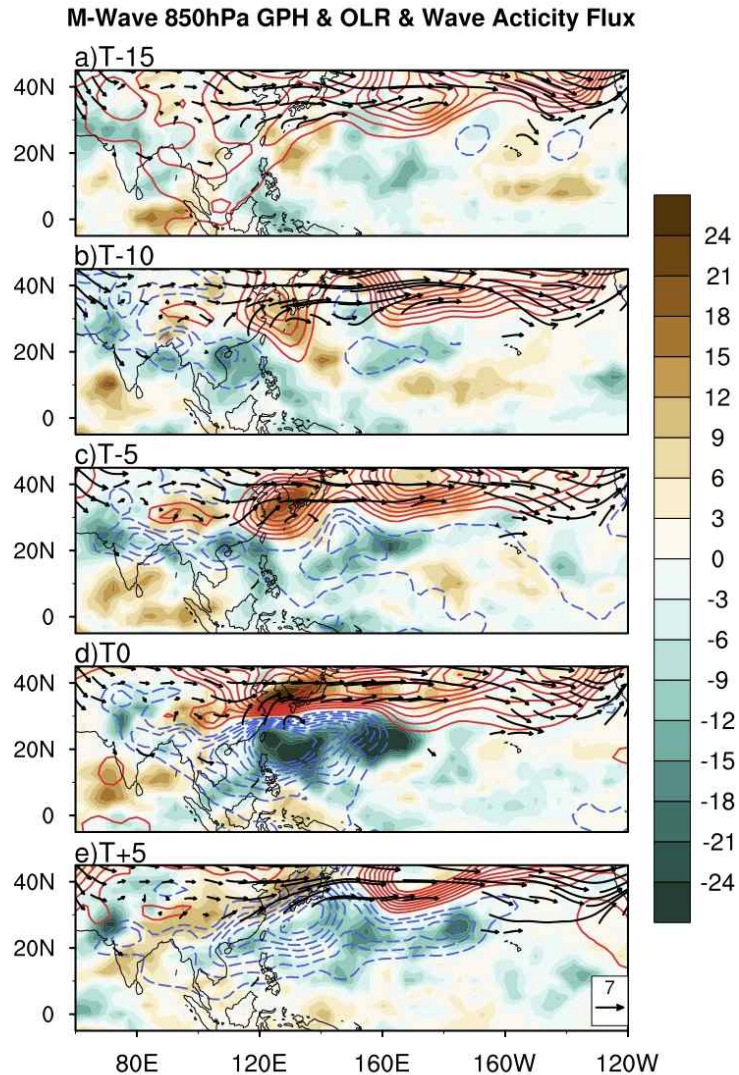 M-Wave 850hPa GPH & OLR & Wave Acticity Flux
a)T-15
40N
20N
0
b)T-10
40N
20N
0
c)T-5
40N
20N
0
d)T0
40N
20N
0
e)T+5
40N
20N
0
7
80E 120E 160E 160W 120W
24
21
18
15
12
9
6
3
0
-3
-6
-9
-12
-15
-18
-21
-24